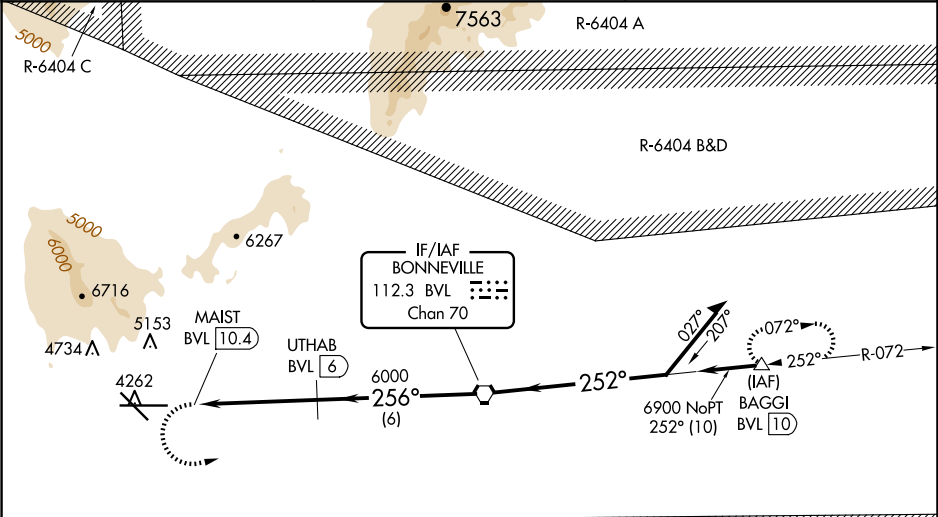 7563
R-6404 A
5000
R-6404 C
R-6404 B&D
5000
6000
6267
6716
IF/IAF
BONNEVILLE
112.3 BVL
Chan 70
MAIST
BVL 10.4
5153
4734
UTHAB
BVL 6
027°
207°
072°
252°
R-072
4262
6000
256°
(6)
252°
6900 NoPT
252° (10)
(IAF)
BAGGI
BVL 10